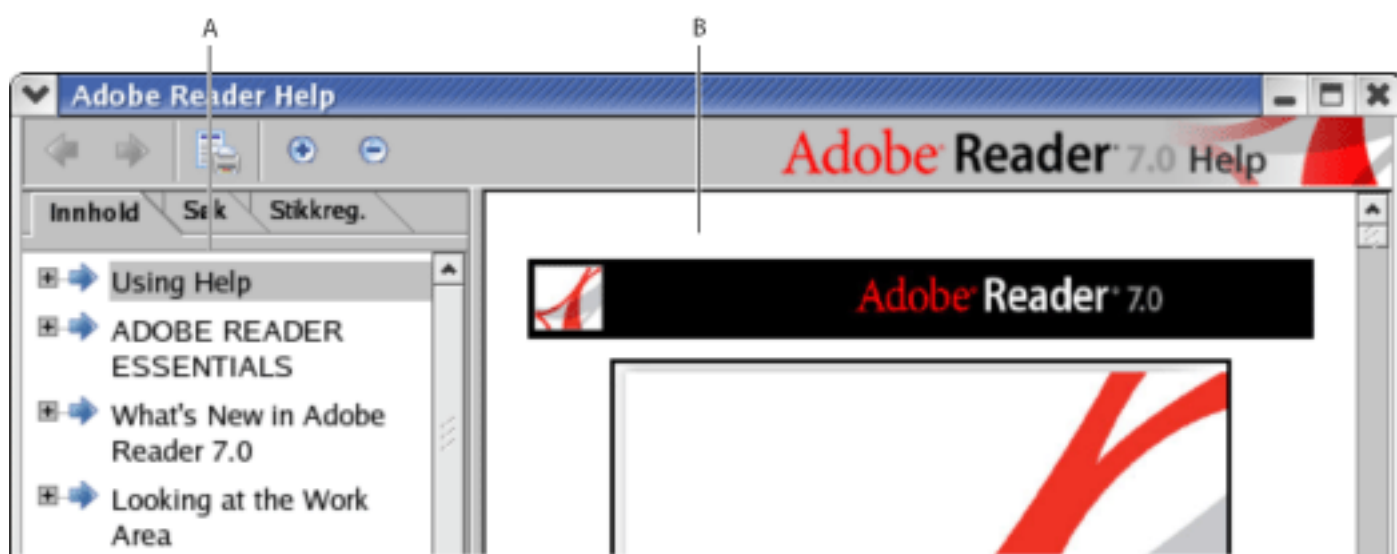 A B
Adobe Reader Help
Adobe Reader 7.0 Help
Innhold Søk Stikkreg.
Using Help
ADOBE READER
ESSENTIALS
What's New in Adobe
Reader 7.0
Looking at the Work
Area
Adobe Reader 7.0